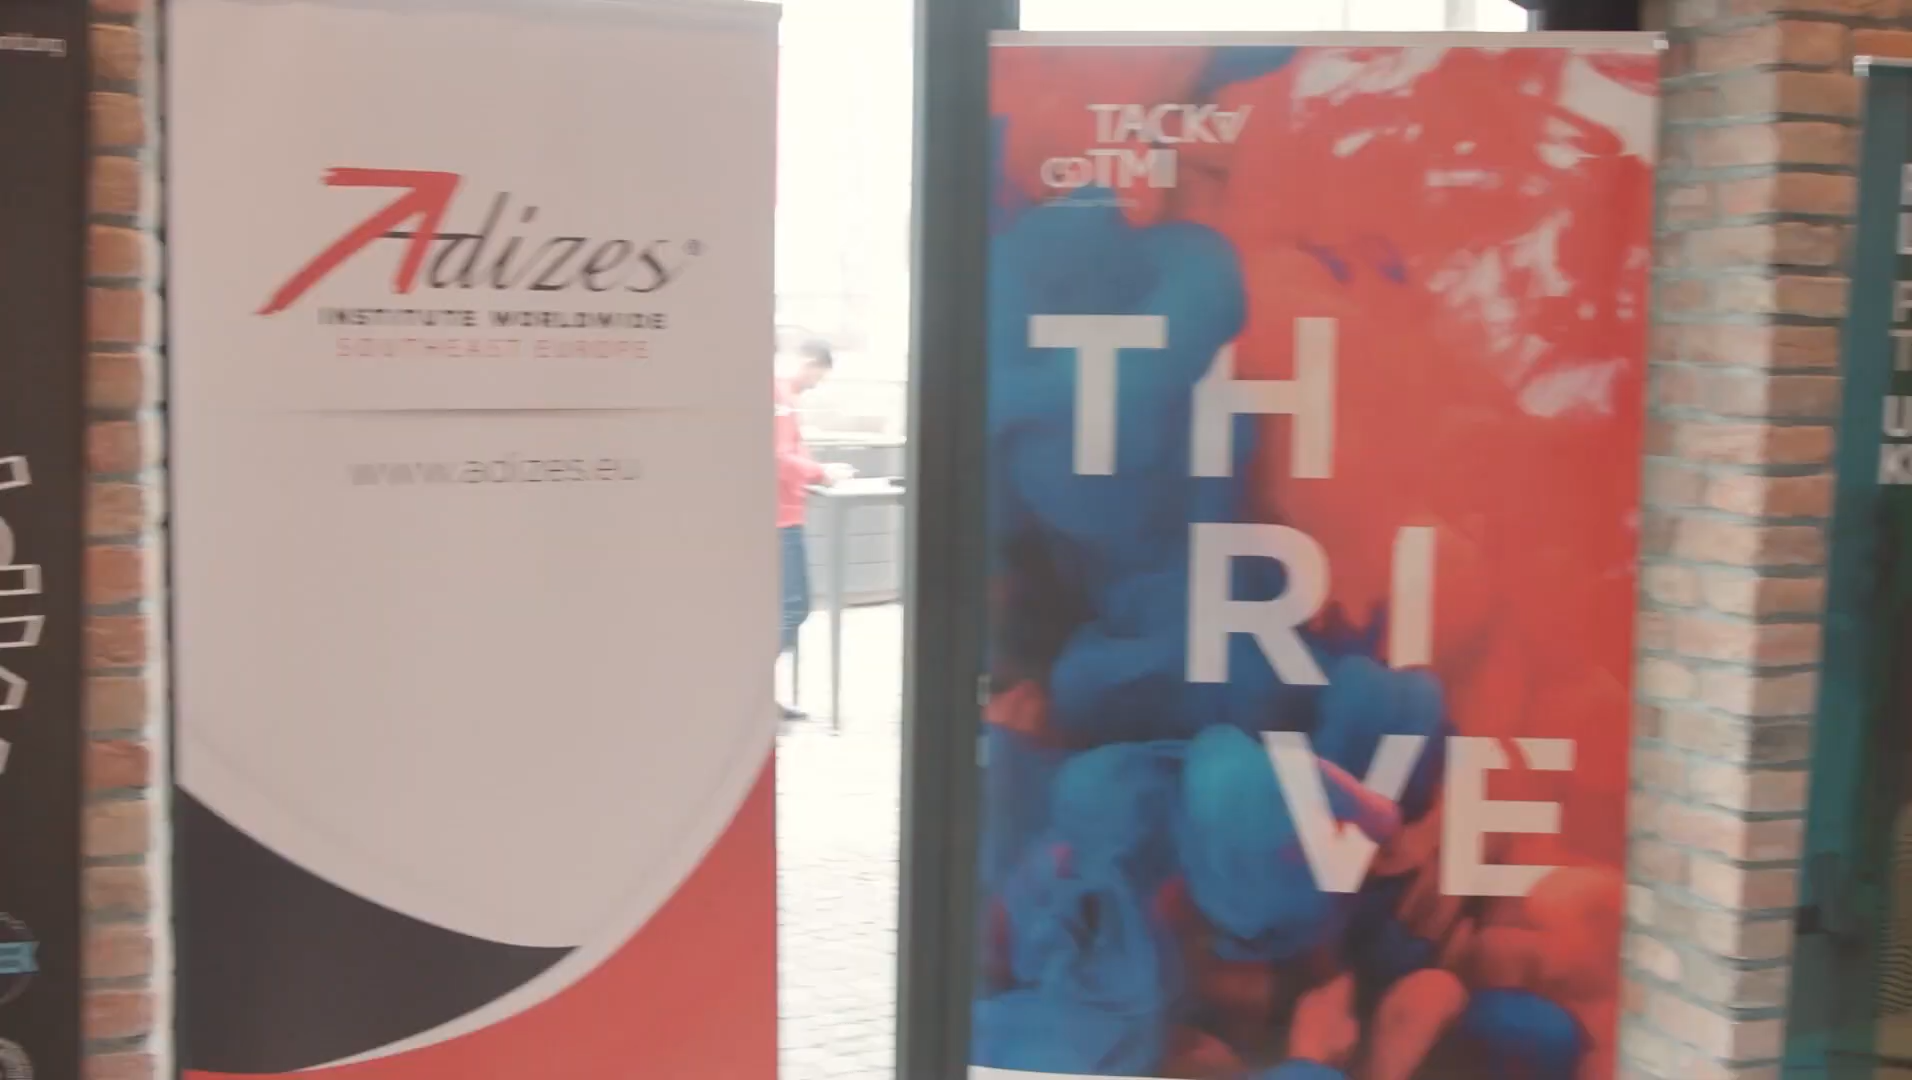 Adizes®
INSTITUTE WORLDWIDE
SOUTHEAST EUROPE
www.adizes.eu
TACK
TMI
TH
RI
VE